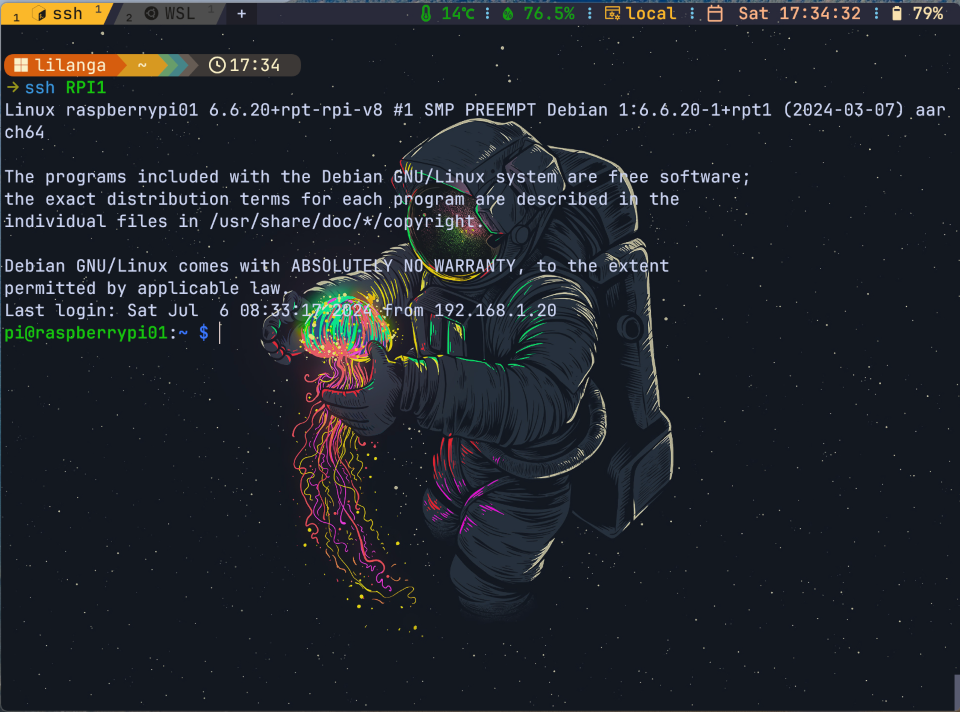 1 ssh 1 2 WSL 1 + 14℃ 76.5% local Sat 17:34:32 79%
lilanga ~ 17:34
→ ssh RPI1
Linux raspberrypi01 6.6.20+rpt-rpi-v8 #1 SMP PREEMPT Debian 1:6.6.20-1+rpt1 (2024-03-07) aar
ch64
The programs included with the Debian GNU/Linux system are free software;
the exact distribution terms for each program are described in the
individual files in /usr/share/doc/*/copyright.
Debian GNU/Linux comes with ABSOLUTELY NO WARRANTY, to the extent
permitted by applicable law.
Last login: Sat Jul  6 08:33:17 2024 from 192.168.1.20
pi@raspberrypi01:~ $